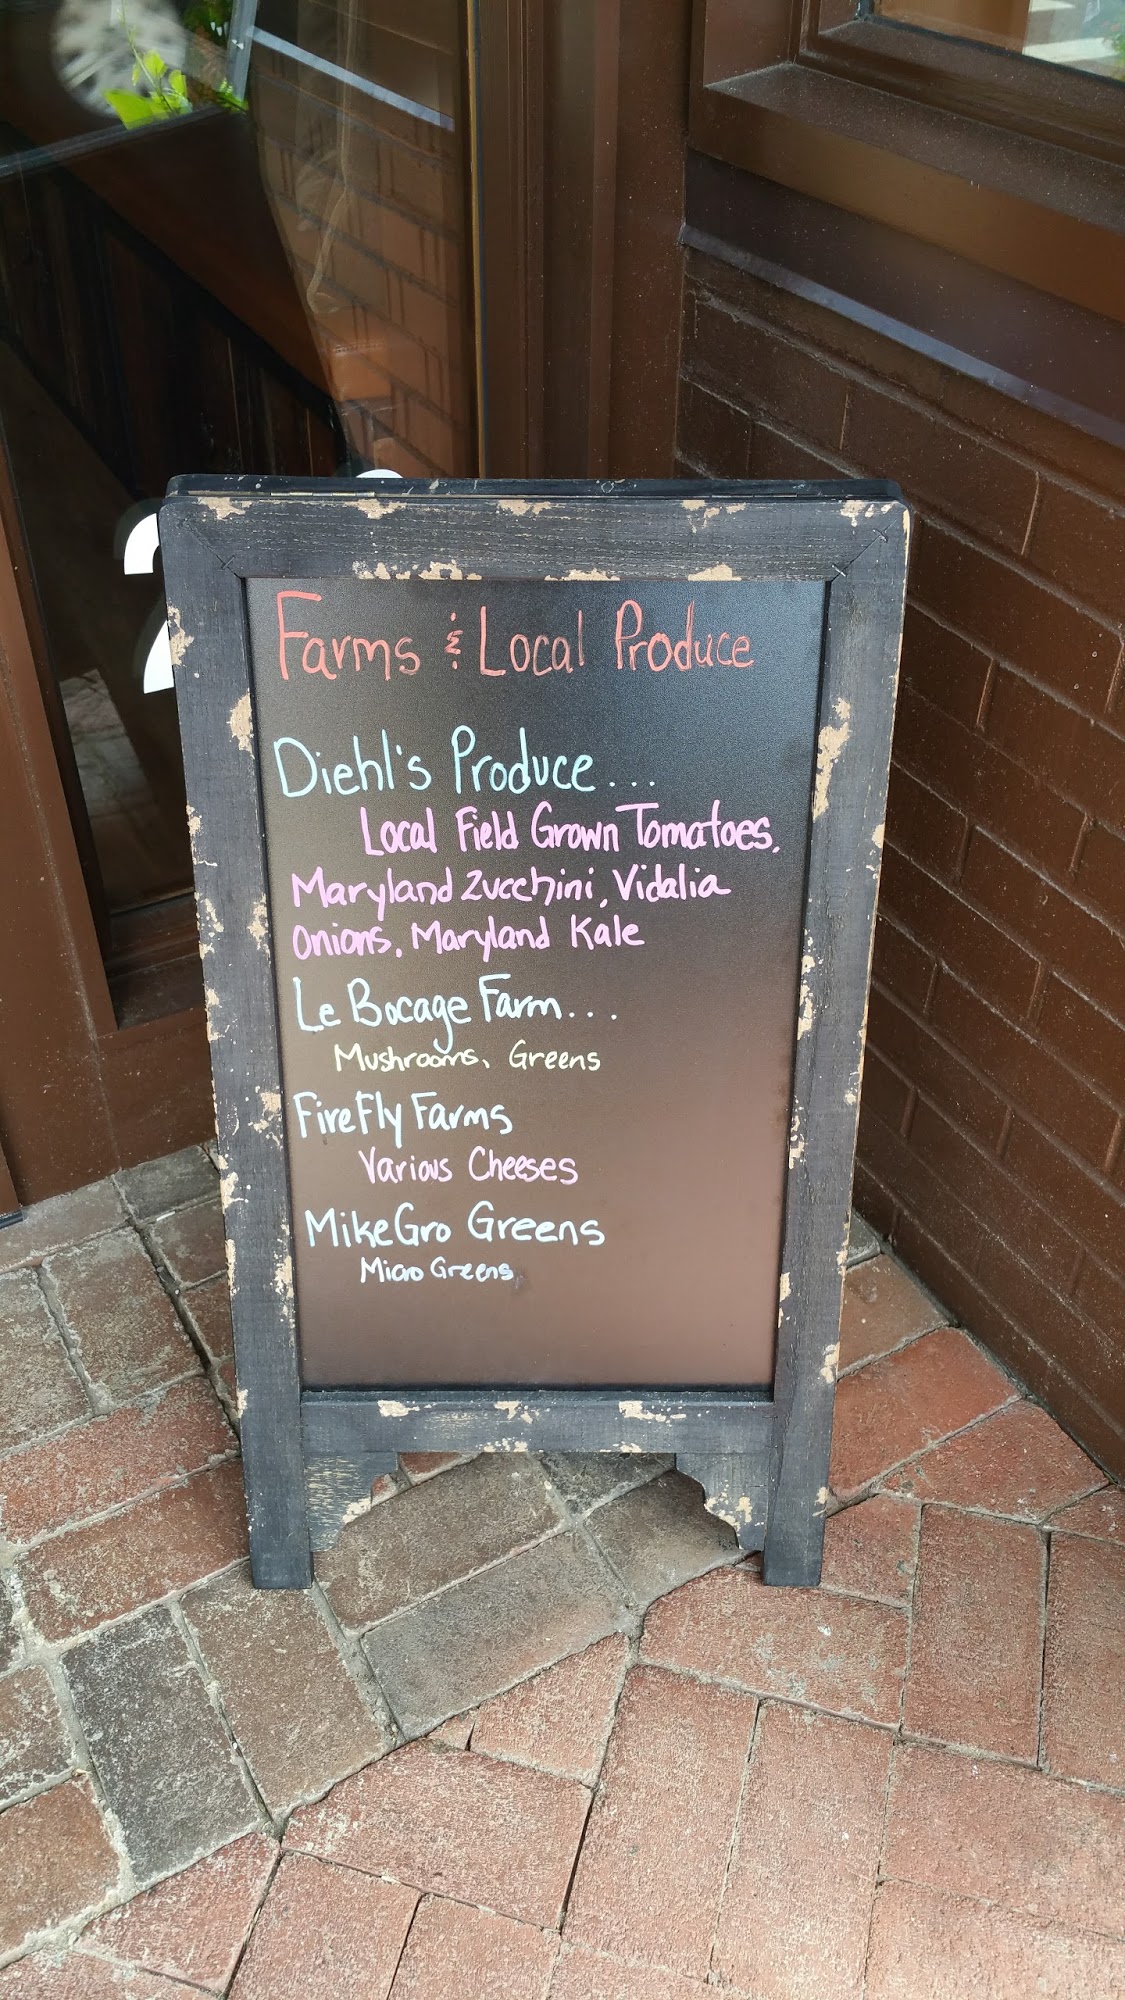 Farms & Local Produce
Diehl's Produce...
Local Field Grown Tomatoes,
Maryland Zucchini, Vidalia
Onions, Maryland Kale
Le Bocage Farm...
Mushrooms, Greens
FireFly Farms
Various Cheeses
MikeGro Greens
Micro Greens,